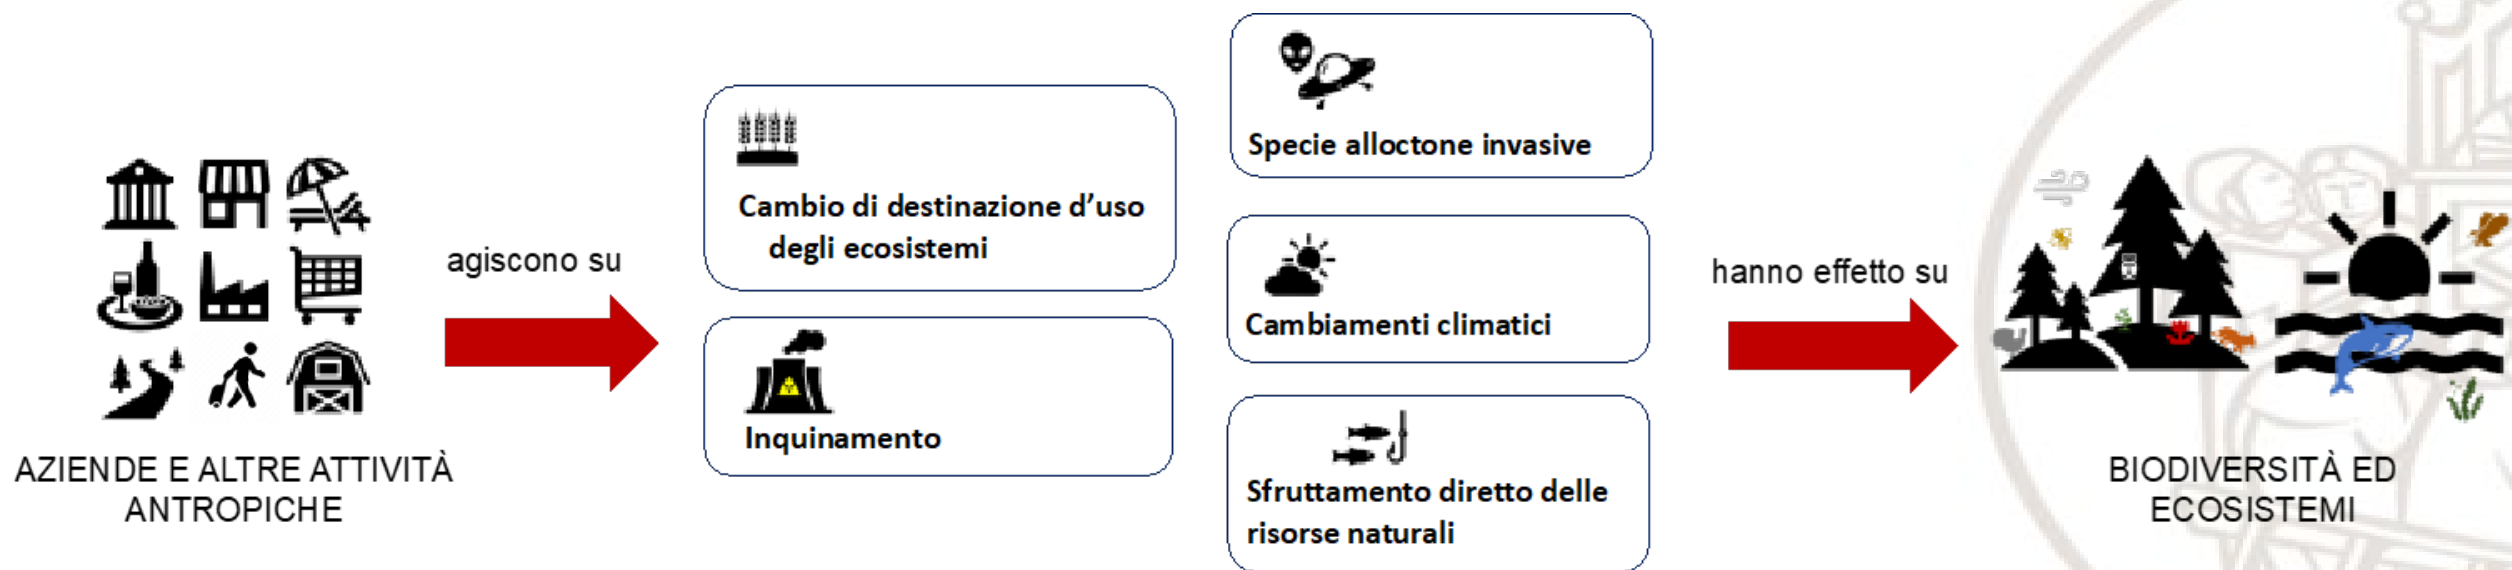 AZIENDE E ALTRE ATTIVITÀ
ANTROPICHE
agiscono su
Cambio di destinazione d’uso
degli ecosistemi
Inquinamento
Specie alloctone invasive
Cambiamenti climatici
Sfruttamento diretto delle
risorse naturali
hanno effetto su
BIODIVERSITÀ ED
ECOSISTEMI